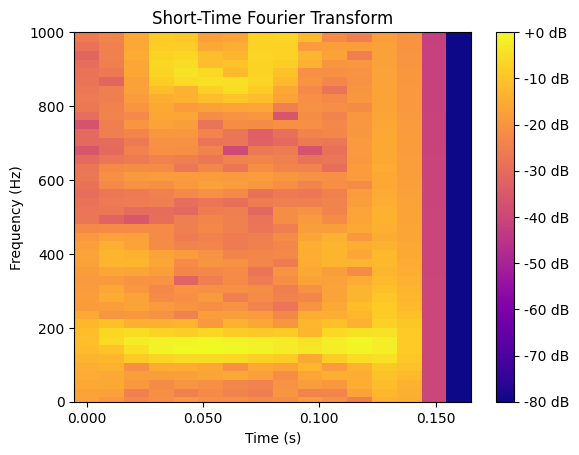 Short-Time Fourier Transform
1000
800
600
400
200
0
Frequency (Hz)
0.000
0.050
0.100
0.150
Time (s)
+0 dB
-10 dB
-20 dB
-30 dB
-40 dB
-50 dB
-60 dB
-70 dB
-80 dB